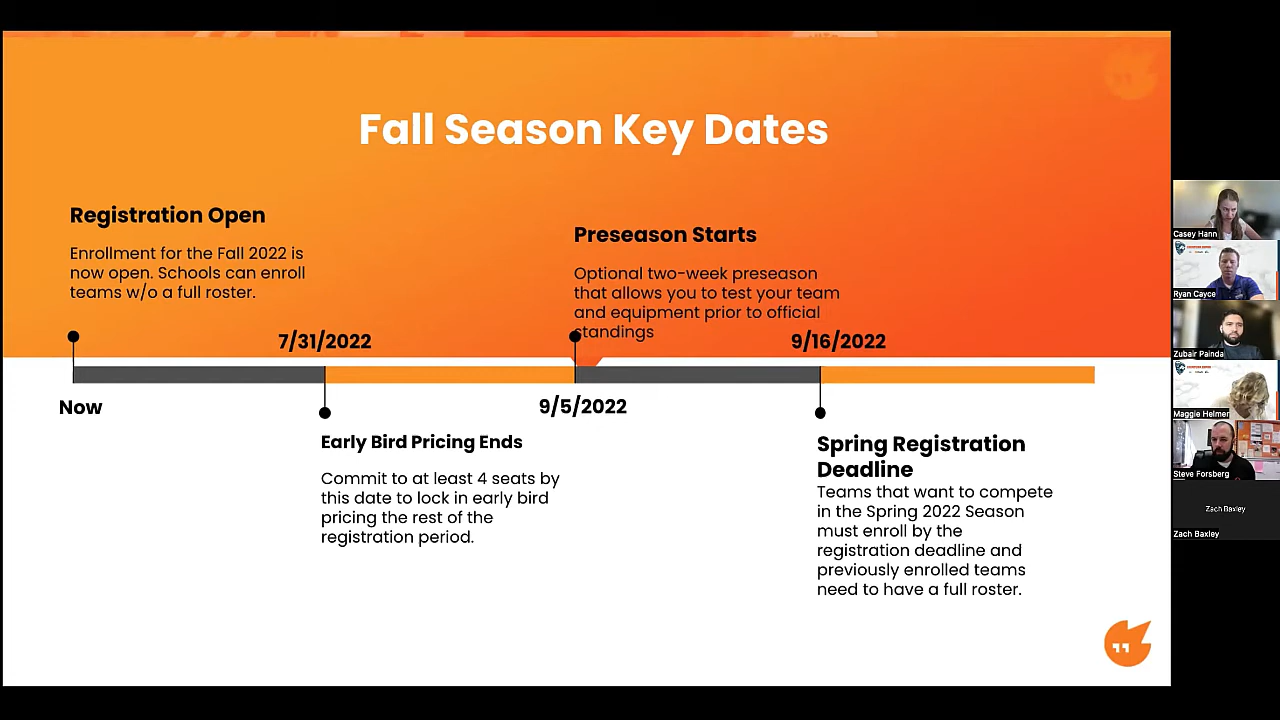 Fall Season Key Dates
Registration Open
Enrollment for the Fall 2022 is
now open. Schools can enroll
teams w/o a full roster.
Preseason Starts
Optional two-week preseason
that allows you to test your team
and equipment prior to official
standings
7/31/2022
9/16/2022
Now
9/5/2022
Early Bird Pricing Ends
Commit to at least 4 seats by
this date to lock in early bird
pricing the rest of the
registration period.
Spring Registration
Deadline
Teams that want to compete
in the Spring 2022 Season
must enroll by the
registration deadline and
previously enrolled teams
need to have a full roster.
Casey Hann
Ryan Cayce
Zubair Painda
Maggie Helmer
Steve Forsberg
Zach Baxley
Zach Baxley